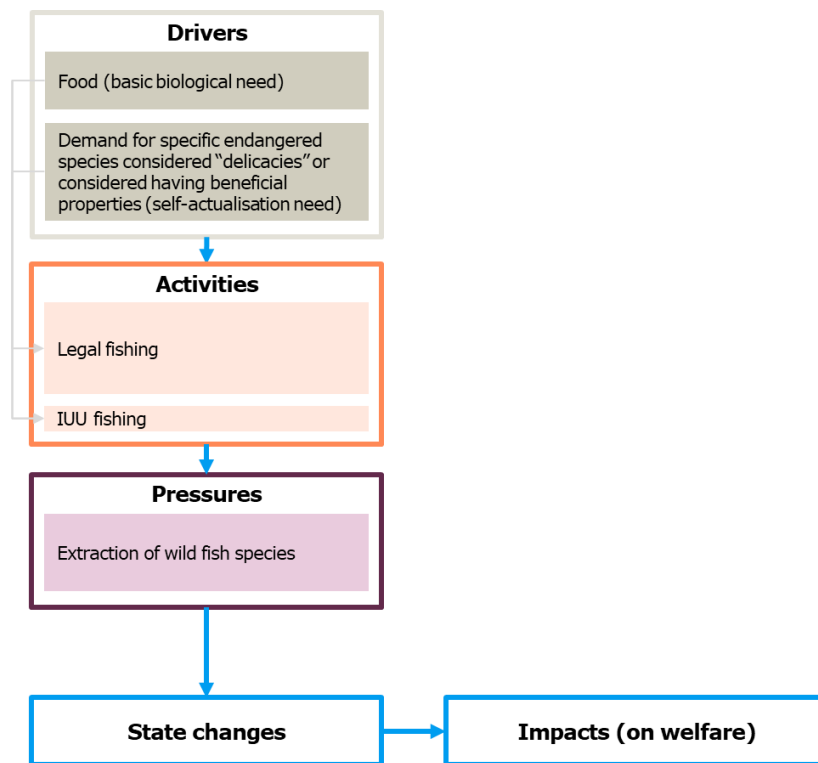 Drivers
Food (basic biological need)
Demand for specific endangered
species considered “delicacies” or
considered having beneficial
properties (self-actualisation need)
Activities
Legal fishing
IUU fishing
Pressures
Extraction of wild fish species
State changes
Impacts (on welfare)